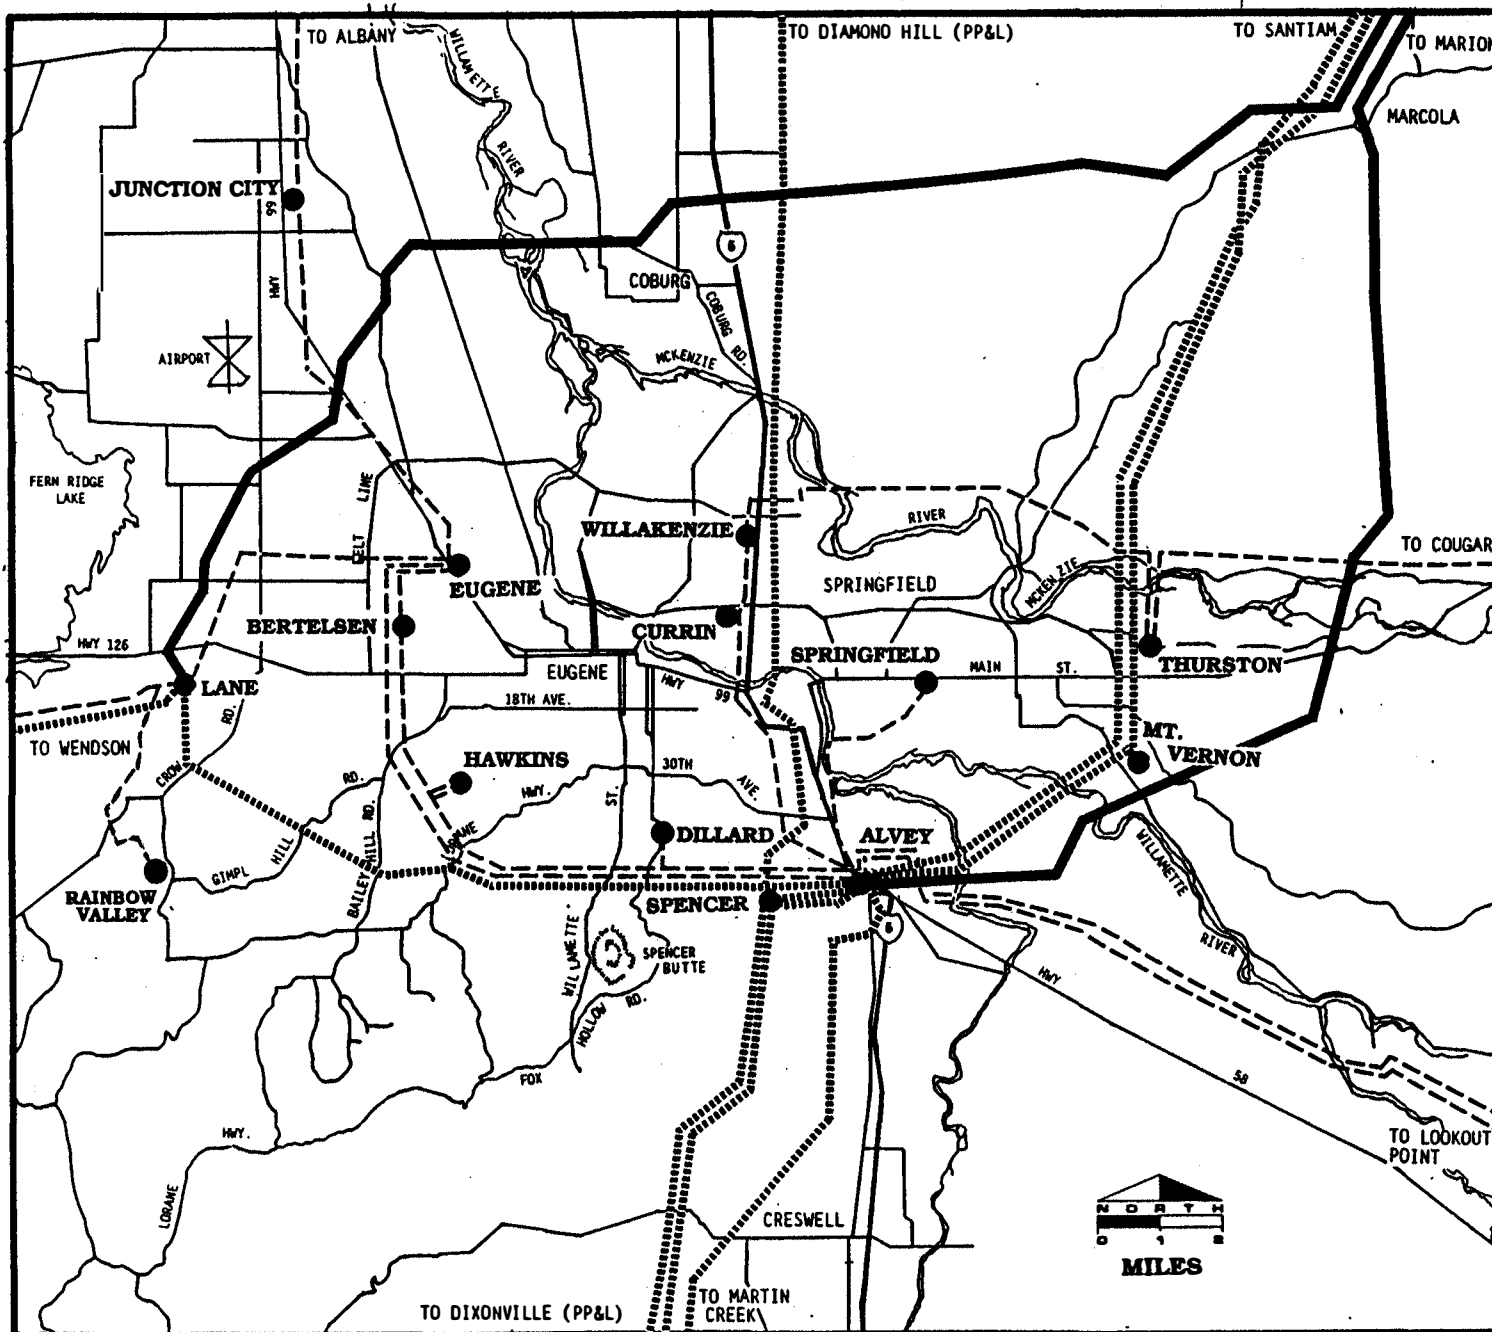 TO ALBANY
WILLAMETTE
RIVER
TO DIAMOND HILL (PP&L)
TO SANTIAM
TO MARION
MARCOLA
JUNCTION CITY
99
HWY
5
COBURG
COBURG RD.
AIRPORT
MCKENZIE
FERN RIDGE
LAKE
BELT LINE
WILLAKENZIE
RIVER
TO COUGAR
EUGENE
SPRINGFIELD
MCKENZIE
BERTELSEN
CURRIN
HWY 126
EUGENE
SPRINGFIELD
MAIN ST.
THURSTON
LANE
HWY 99
18TH AVE.
RD.
TO WENDSON
MT.
VERNON
CROW
HAWKINS
RD.
30TH
AVE.
HWY.
ST.
LORANE
HILL
BAILEY HILL RD.
DILLARD
ALVEY
WILLAMETTE
RIVER
GIMPL
RAINBOW
VALLEY
SPENCER
5
SPENCER
BUTTE
WILLAMETTE
HOLLOW RD.
FOX
HWY
58
HWY.
LORANE
TO LOOKOUT
POINT
CRESWELL
NORTH
0 1 2
MILES
TO DIXONVILLE (PP&L)
TO MARTIN
CREEK